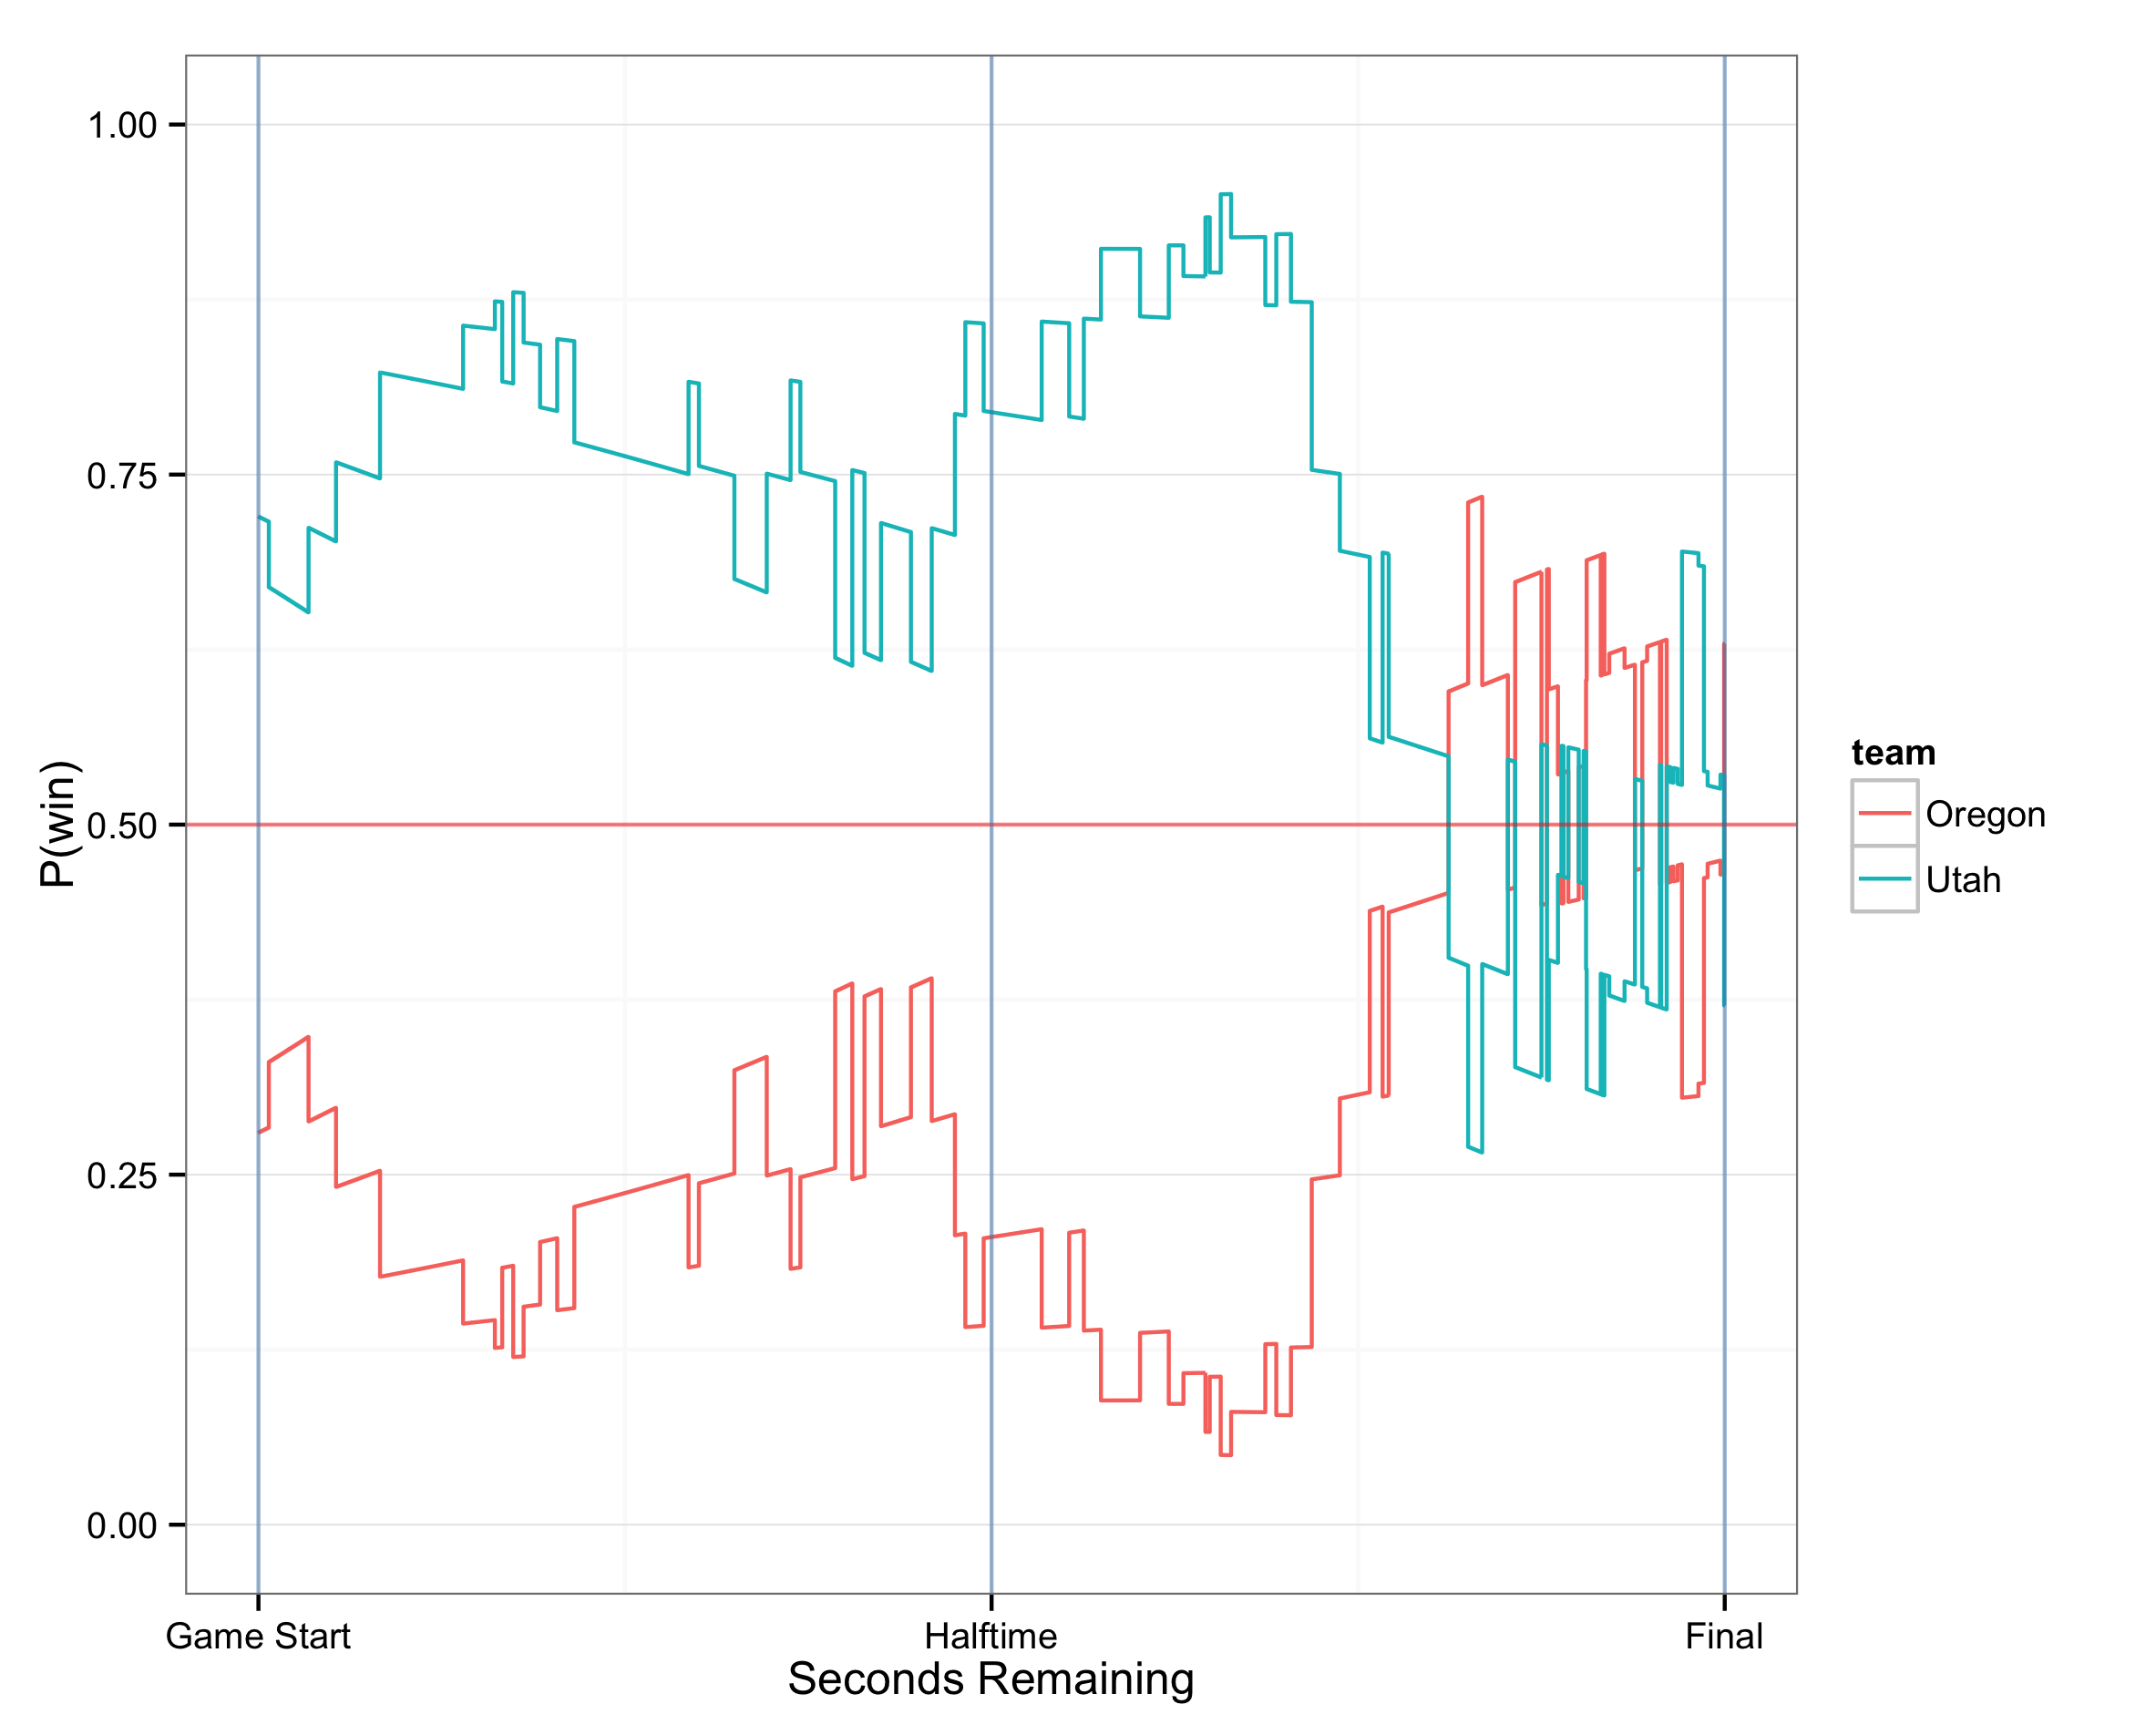 1.00
0.75
0.50
0.25
0.00
P(win)
Game Start
Halftime
Final
Seconds Remaining
team
Oregon
Utah